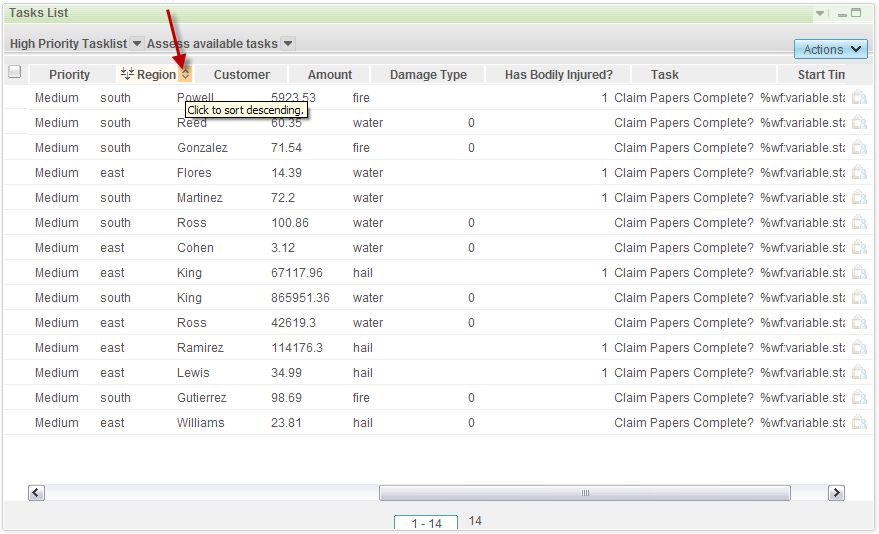 Tasks List
High Priority Tasklist Assess available tasks
Actions
Priority Region Customer Amount Damage Type Has Bodily Injured? Task Start Tim
Medium south Powell 5923.53 fire 1 Claim Papers Complete? %wf:variable.sta
Click to sort descending.
Medium south Reed 60.35 water 0 Claim Papers Complete? %wf:variable.sta
Medium south Gonzalez 71.54 fire 0 Claim Papers Complete? %wf:variable.sta
Medium east Flores 14.39 water 1 Claim Papers Complete? %wf:variable.sta
Medium south Martinez 72.2 water 1 Claim Papers Complete? %wf:variable.sta
Medium south Ross 100.86 water 0 Claim Papers Complete? %wf:variable.sta
Medium east Cohen 3.12 water 0 Claim Papers Complete? %wf:variable.sta
Medium east King 67117.96 hail 1 Claim Papers Complete? %wf:variable.sta
Medium south King 865951.36 water 0 Claim Papers Complete? %wf:variable.sta
Medium east Ross 42619.3 water 0 Claim Papers Complete? %wf:variable.sta
Medium east Ramirez 114176.3 hail 1 Claim Papers Complete? %wf:variable.sta
Medium east Lewis 34.99 hail 1 Claim Papers Complete? %wf:variable.sta
Medium south Gutierrez 98.69 fire 0 Claim Papers Complete? %wf:variable.sta
Medium east Williams 23.81 hail 0 Claim Papers Complete? %wf:variable.sta
1 - 14 14